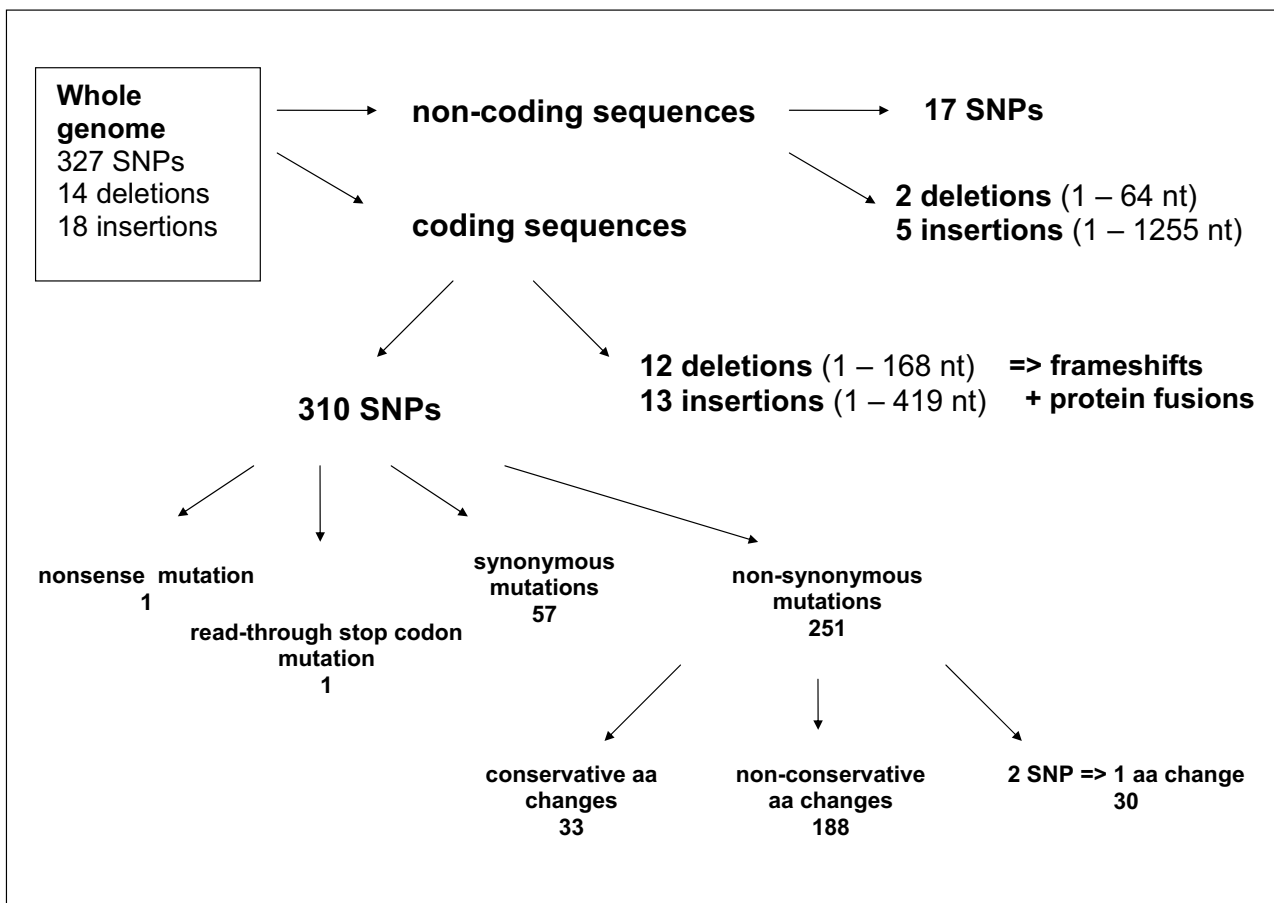 Whole
genome
327 SNPs
14 deletions
18 insertions
non-coding sequences
17 SNPs
2 deletions (1 – 64 nt)
5 insertions (1 – 1255 nt)
coding sequences
12 deletions (1 – 168 nt) => frameshifts
13 insertions (1 – 419 nt) + protein fusions
310 SNPs
nonsense mutation
1
read-through stop codon
mutation
1
synonymous
mutations
57
non-synonymous
mutations
251
conservative aa
changes
33
non-conservative
aa changes
188
2 SNP => 1 aa change
30